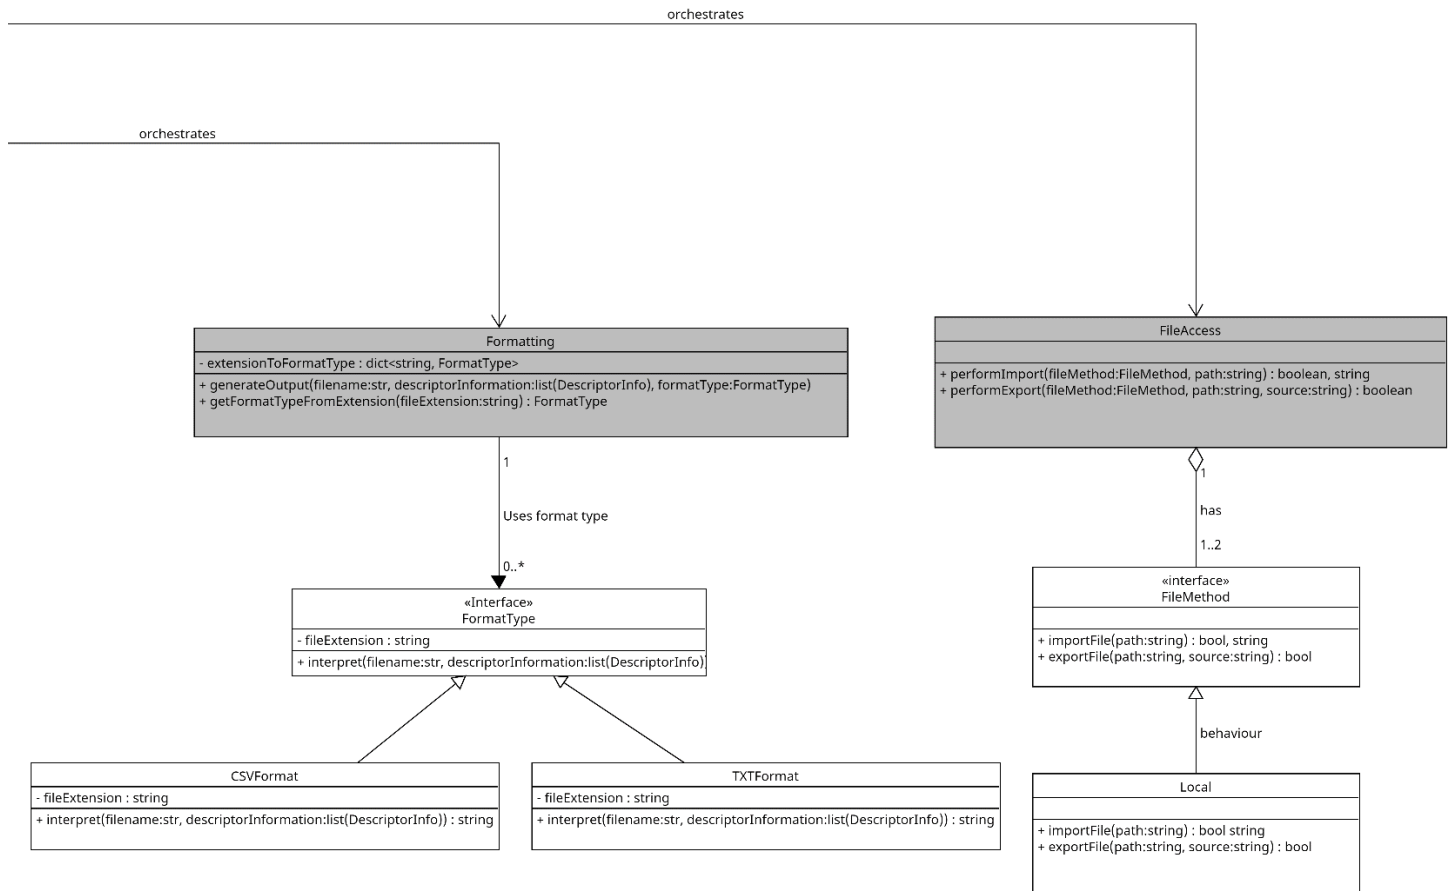 orchestrates
orchestrates
Formatting
- extensionToFormatType : dict<string, FormatType>
+ generateOutput(filename:str, descriptorInformation:list(DescriptorInfo), formatType:FormatType)
+ getFormatTypeFromExtension(fileExtension:string) : FormatType
FileAccess
+ performImport(fileMethod:FileMethod, path:string) : boolean, string
+ performExport(fileMethod:FileMethod, path:string, source:string) : boolean
1
Uses format type
0..*
1
has
1..2
«Interface»
FormatType
- fileExtension : string
+ interpret(filename:str, descriptorInformation:list(DescriptorInfo)
«interface»
FileMethod
+ importFile(path:string) : bool, string
+ exportFile(path:string, source:string) : bool
behaviour
CSVFormat
- fileExtension : string
+ interpret(filename:str, descriptorInformation:list(DescriptorInfo)) : string
TXTFormat
- fileExtension : string
+ interpret(filename:str, descriptorInformation:list(DescriptorInfo)) : string
Local
+ importFile(path:string) : bool string
+ exportFile(path:string, source:string) : bool